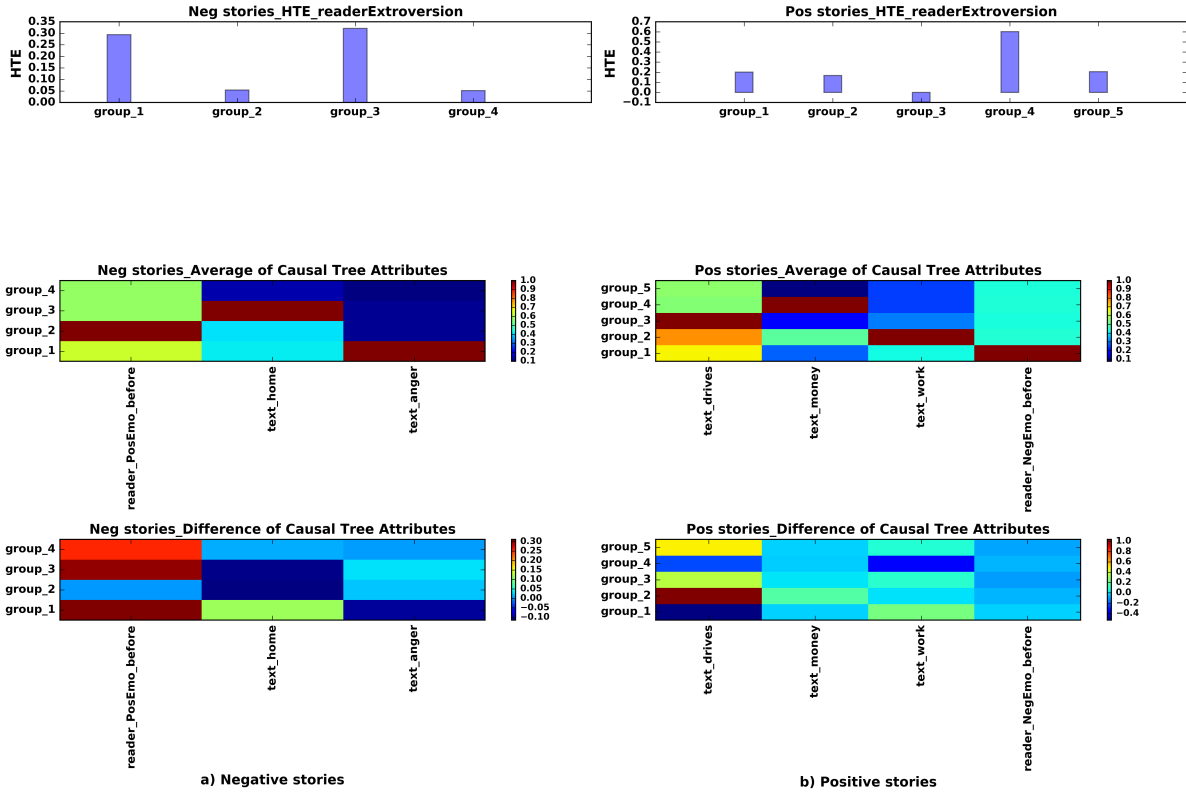 Neg stories_HTE_readerExtroversion
HTE
0.35
0.30
0.25
0.20
0.15
0.10
0.05
0.00
group_1 group_2 group_3 group_4
Pos stories_HTE_readerExtroversion
HTE
0.7
0.6
0.5
0.4
0.3
0.2
0.1
0.0
−0.1
group_1 group_2 group_3 group_4 group_5
Neg stories_Average of Causal Tree Attributes
group_4
group_3
group_2
group_1
1.0
0.9
0.8
0.7
0.6
0.5
0.4
0.3
0.2
0.1
reader_PosEmo_before
text_home
text_anger
Pos stories_Average of Causal Tree Attributes
group_5
group_4
group_3
group_2
group_1
1.0
0.9
0.8
0.7
0.6
0.5
0.4
0.3
0.2
0.1
text_drives
text_money
text_work
reader_NegEmo_before
Neg stories_Difference of Causal Tree Attributes
group_4
group_3
group_2
group_1
0.30
0.25
0.20
0.15
0.10
0.05
0.00
−0.05
−0.10
reader_PosEmo_before
text_home
text_anger
Pos stories_Difference of Causal Tree Attributes
group_5
group_4
group_3
group_2
group_1
1.0
0.8
0.6
0.4
0.2
0.0
−0.2
−0.4
text_drives
text_money
text_work
reader_NegEmo_before
a) Negative stories
b) Positive stories